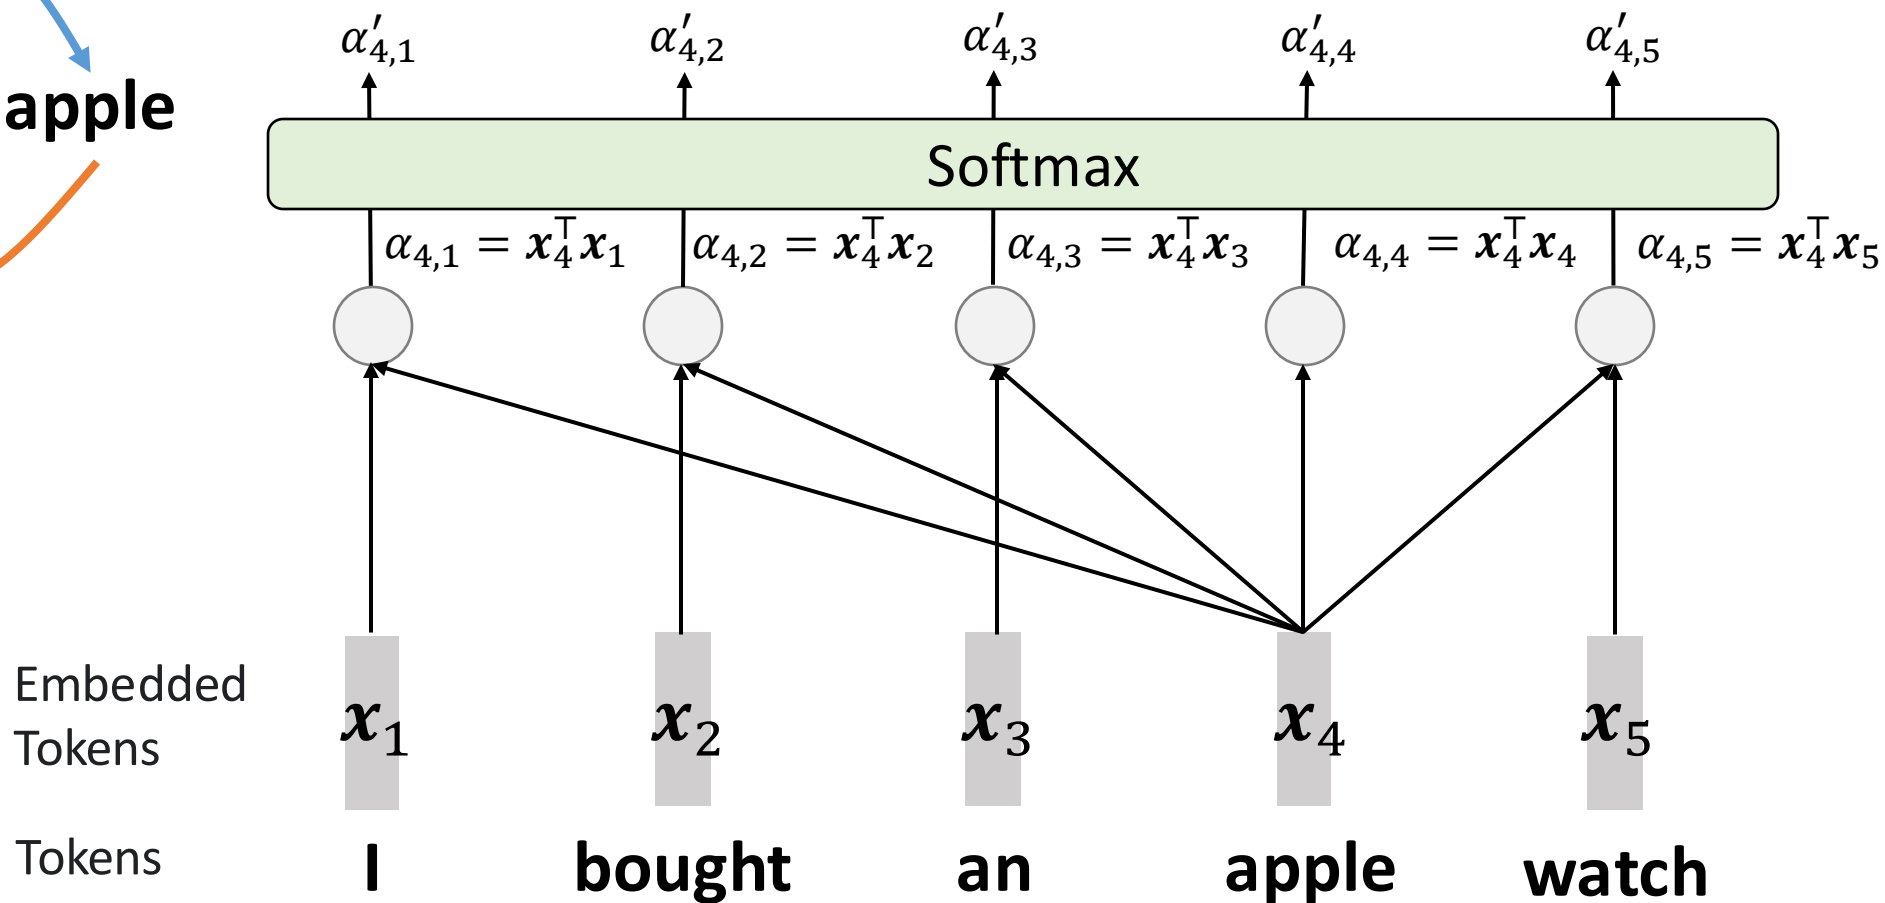 α′4,1 α′4,2 α′4,3 α′4,4 α′4,5
apple
Softmax
α4,1 = x4⊤x1 α4,2 = x4⊤x2 α4,3 = x4⊤x3 α4,4 = x4⊤x4 α4,5 = x4⊤x5
Embedded
Tokens
x1 x2 x3 x4 x5
Tokens I bought an apple watch